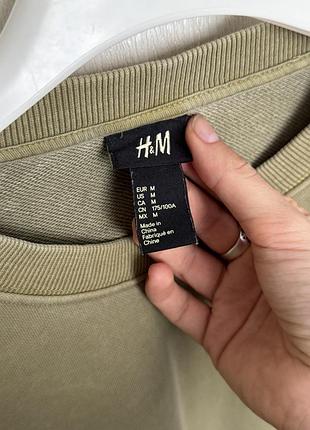 H&M
EUR M
US M
CA M
CN 175/100A
MX M
Made in
China
Fabriqué en
Chine